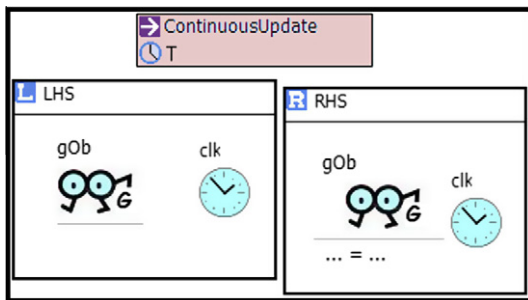 ContinuousUpdate
T
L LHS
gOb
clk
G
R RHS
gOb
clk
G
... = ...